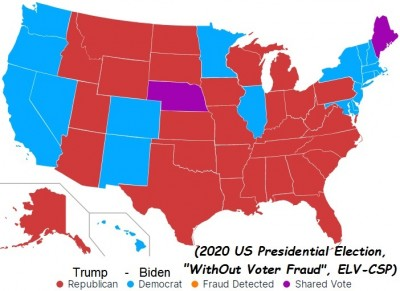 (2020 US Presidential Election,
"WithOut Voter Fraud", ELV-CSP)
Trump - Biden
Republican Democrat Fraud Detected Shared Vote